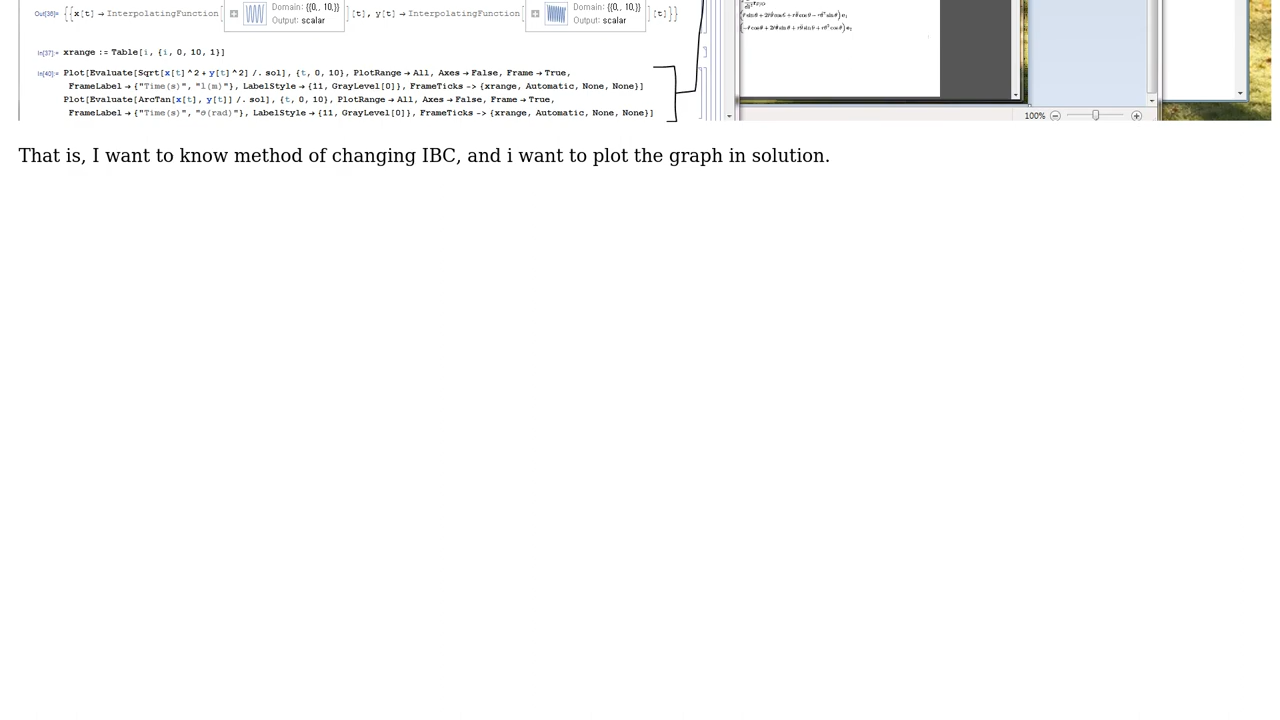 Out[36]= {{x[t] → InterpolatingFunction[ Domain: {{0., 10.}} Output: scalar ][t], y[t] → InterpolatingFunction[ Domain: {{0., 10.}} Output: scalar ][t]}}
In[37]:= xrange := Table[i, {i, 0, 10, 1}]
In[40]:= Plot[Evaluate[Sqrt[x[t]^2 + y[t]^2] /. sol], {t, 0, 10}, PlotRange → All, Axes → False, Frame → True,
FrameLabel → {"Time(s)", "l(m)"}, LabelStyle → {11, GrayLevel[0]}, FrameTicks -> {xrange, Automatic, None, None}]
Plot[Evaluate[ArcTan[x[t], y[t]] /. sol], {t, 0, 10}, PlotRange → All, Axes → False, Frame → True,
FrameLabel → {"Time(s)", "θ(rad)"}, LabelStyle → {11, GrayLevel[0]}, FrameTicks -> {xrange, Automatic, None, None}]
100%
That is, I want to know method of changing IBC, and i want to plot the graph in solution.